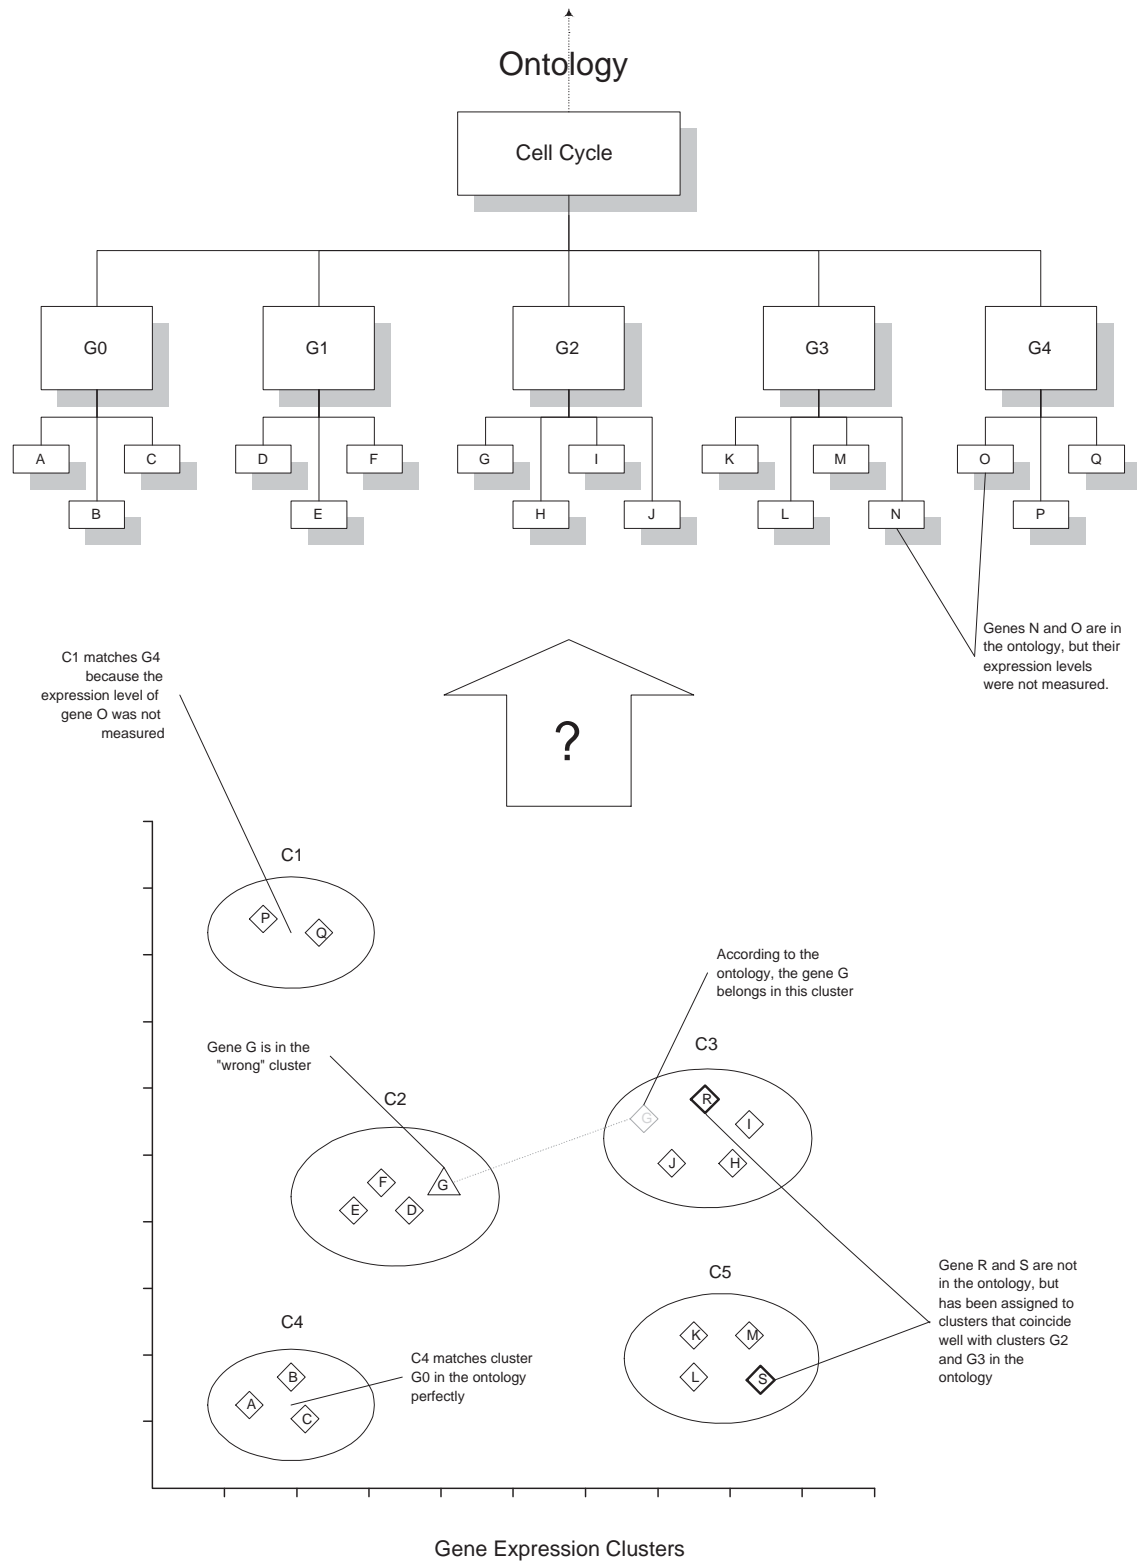 Ontology
Cell Cycle
G0
G1
G2
G3
G4
A
C
D
F
G
I
K
M
O
Q
B
E
H
J
L
N
P
Genes N and O are in
the ontology, but their
expression levels
were not measured.
C1 matches G4
because the
expression level of
gene O was not
measured
?
C1
P
Q
According to the
ontology, the gene G
belongs in this cluster
Gene G is in the
"wrong" cluster
C3
C2
R
G
I
J
H
F
G
E
D
Gene R and S are not
in the ontology, but
has been assigned to
clusters that coincide
well with clusters G2
and G3 in the
ontology
C5
K
M
L
S
C4
B
A
C
C4 matches cluster
G0 in the ontology
perfectly
Gene Expression Clusters